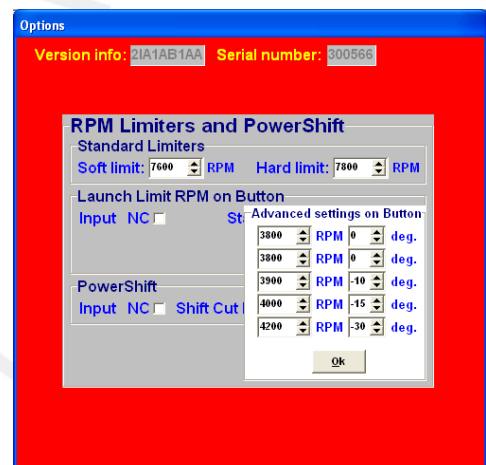 Options
Version info: 2IA1AB1AA Serial number: 300566
RPM Limiters and PowerShift
Standard Limiters
Soft limit: 7600 RPM Hard limit: 7800 RPM
Launch Limit RPM on Button
Input NC St
Advanced settings on Button
3800 RPM 0 deg.
3800 RPM 0 deg.
3900 RPM -10 deg.
4000 RPM -15 deg.
4200 RPM -30 deg.
Ok
PowerShift
Input NC Shift Cut